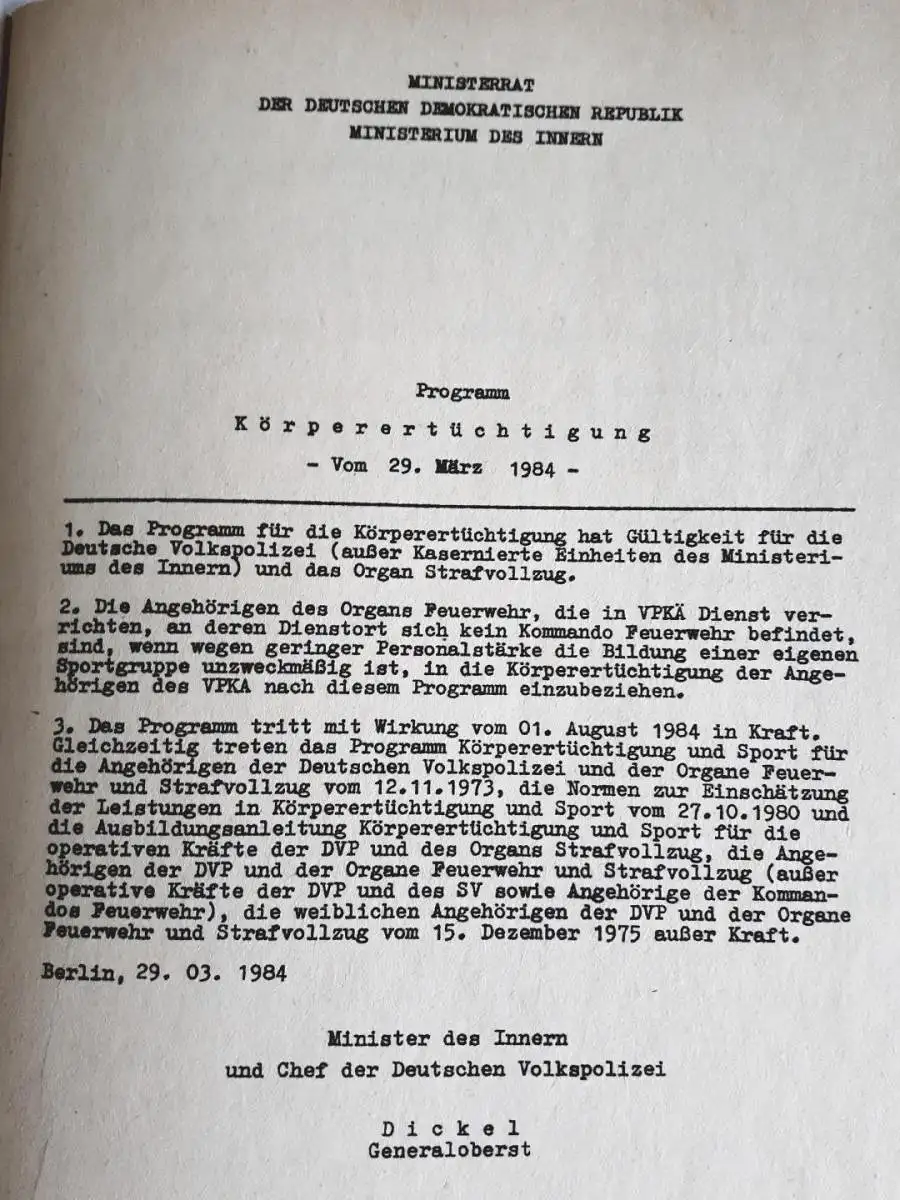 MINISTERRAT
DER DEUTSCHEN DEMOKRATISCHEN REPUBLIK
MINISTERIUM DES INNERN
Programm
K ö r p e r e r t ü c h t i g u n g
- Vom 29. März 1984 -
1. Das Programm für die Körperertüchtigung hat Gültigkeit für die
Deutsche Volkspolizei (außer Kasernierte Einheiten des Ministeri-
ums des Innern) und das Organ Strafvollzug.
2. Die Angehörigen des Organs Feuerwehr, die in VPKÄ Dienst ver-
richten, an deren Dienstort sich kein Kommando Feuerwehr befindet,
sind, wenn wegen geringer Personalstärke die Bildung einer eigenen
Sportgruppe unzweckmäßig ist, in die Körperertüchtigung der Ange-
hörigen des VPKA nach diesem Programm einzubeziehen.
3. Das Programm tritt mit Wirkung vom 01. August 1984 in Kraft.
Gleichzeitig treten das Programm Körperertüchtigung und Sport für
die Angehörigen der Deutschen Volkspolizei und der Organe Feuer-
wehr und Strafvollzug vom 12.11.1973, die Normen zur Einschätzung
der Leistungen in Körperertüchtigung und Sport vom 27.10.1980 und
die Ausbildungsanleitung Körperertüchtigung und Sport für die
operativen Kräfte der DVP und des Organs Strafvollzug, die Ange-
hörigen der DVP und der Organe Feuerwehr und Strafvollzug (außer
operative Kräfte der DVP und des SV sowie Angehörige der Komman-
dos Feuerwehr), die weiblichen Angehörigen der DVP und der Organe
Feuerwehr und Strafvollzug vom 15. Dezember 1975 außer Kraft.
Berlin, 29. 03. 1984
Minister des Innern
und Chef der Deutschen Volkspolizei
D i c k e l
Generaloberst